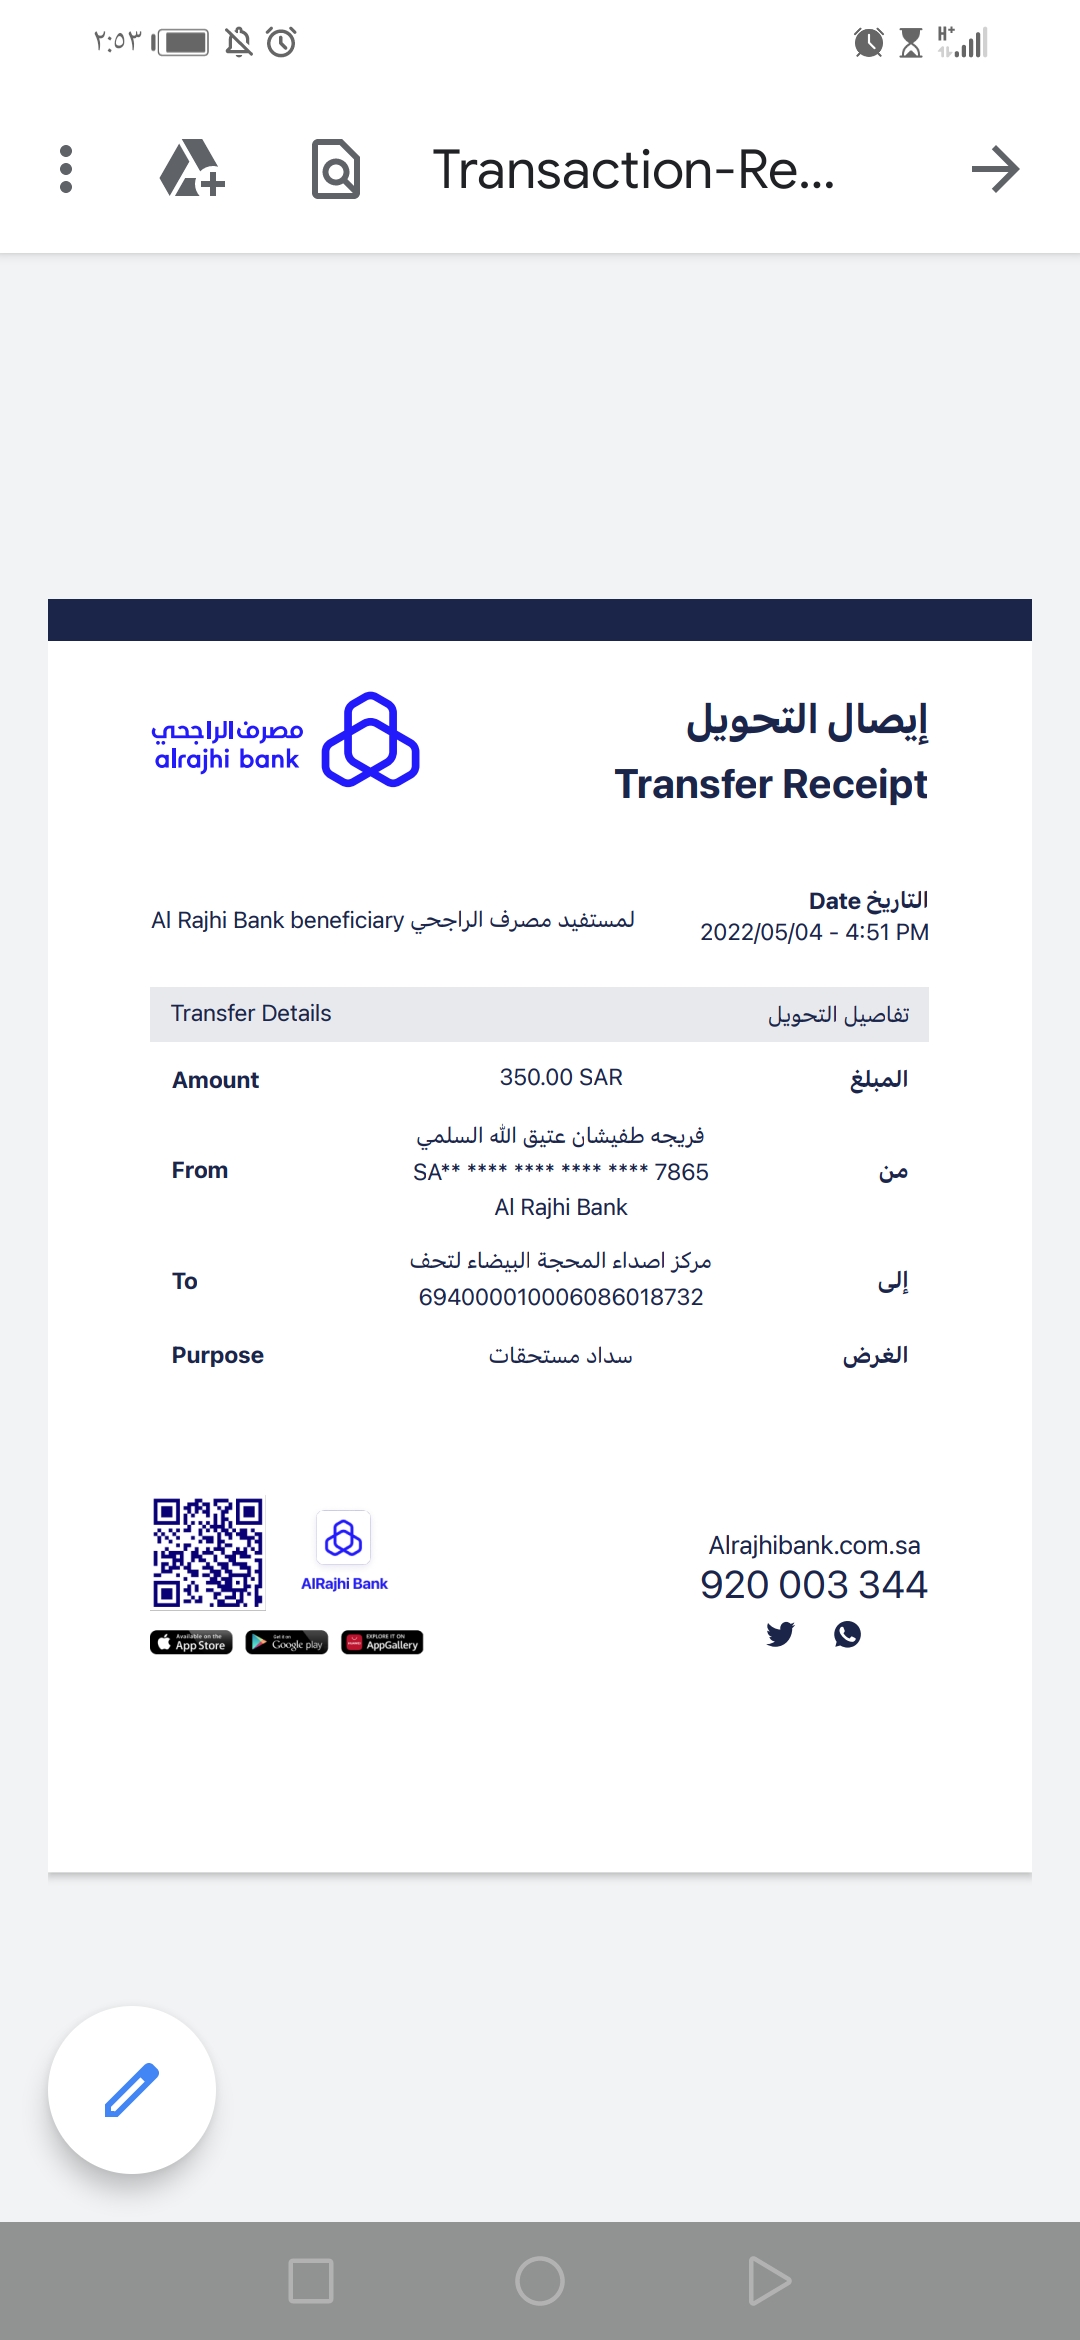 ٢:٥٣
H+
Transaction-Re...
مصرف الراجحي
alrajhi bank
إيصال التحويل
Transfer Receipt
التاريخ Date
2022/05/04 - 4:51 PM
لمستفيد مصرف الراجحي Al Rajhi Bank beneficiary
Transfer Details تفاصيل التحويل
Amount 350.00 SAR المبلغ
فريجه طفيشان عتيق الله السلمي
From SA** **** **** **** **** 7865 من
Al Rajhi Bank
مركز اصداء المحجة البيضاء لتحف
To إلى
694000010006086018732
Purpose سداد مستحقات الغرض
AlRajhi Bank
Available on the App Store
Get it on Google play
EXPLORE IT ON AppGallery
Alrajhibank.com.sa
920 003 344